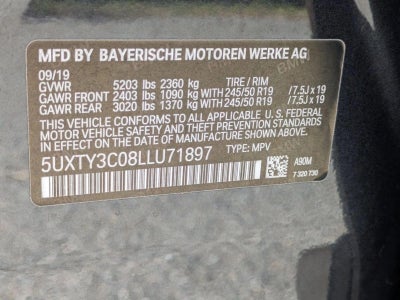 MFD BY BAYERISCHE MOTOREN WERKE AG
09/19
GVWR 5203 lbs 2360 kg TIRE / RIM
GAWR FRONT 2403 lbs 1090 kg WITH 245/50 R19 /7.5J x 19
GAWR REAR 3020 lbs 1370 kg WITH 245/50 R19 /7.5J x 19
THIS VEHICLE CONFORMS TO ALL APPLICABLE U.S. FEDERAL
MOTOR VEHICLE SAFETY, BUMPER, AND THEFT PREVENTION
STANDARDS IN EFFECT ON THE
DATE OF MANUFACTURE SHOWN ABOVE.
5UXTY3C08LLU71897 TYPE: MPV
A90M
7 320 730